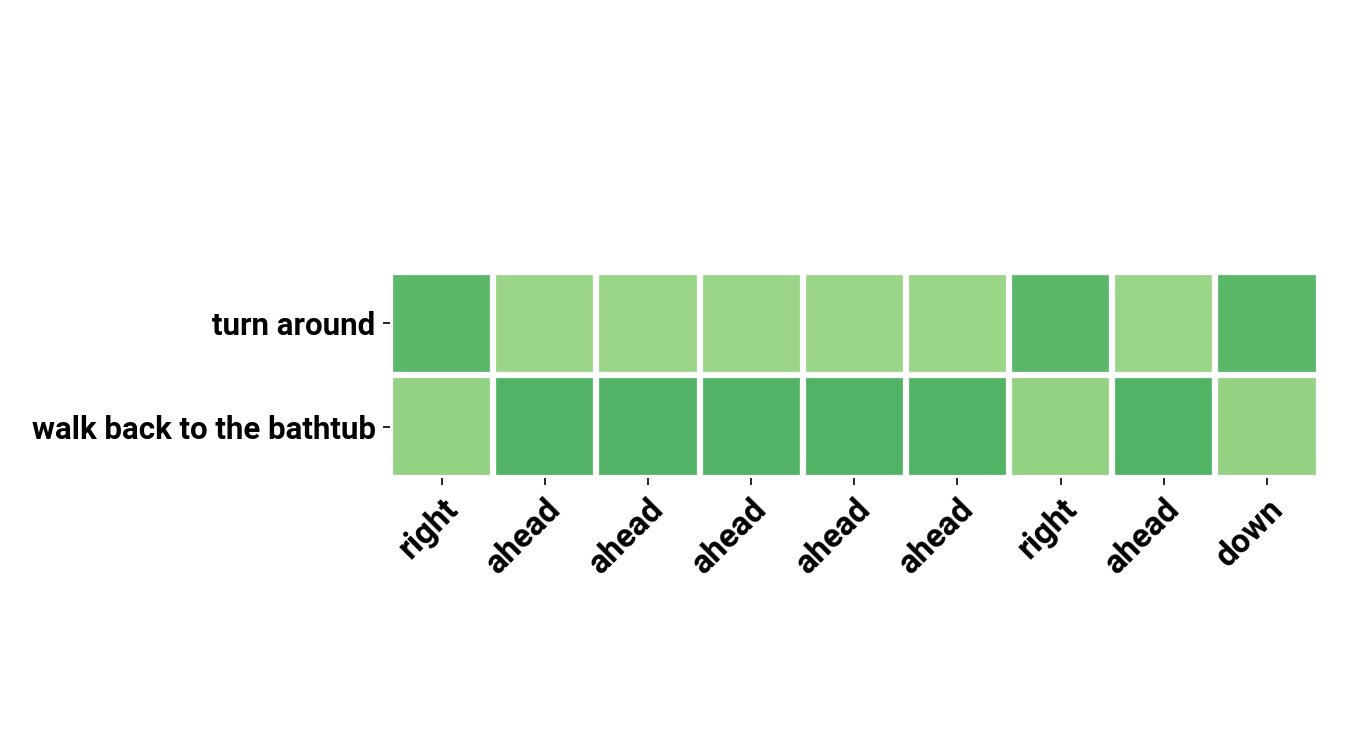 turn around
walk back to the bathtub
right
ahead
ahead
ahead
ahead
ahead
right
ahead
down